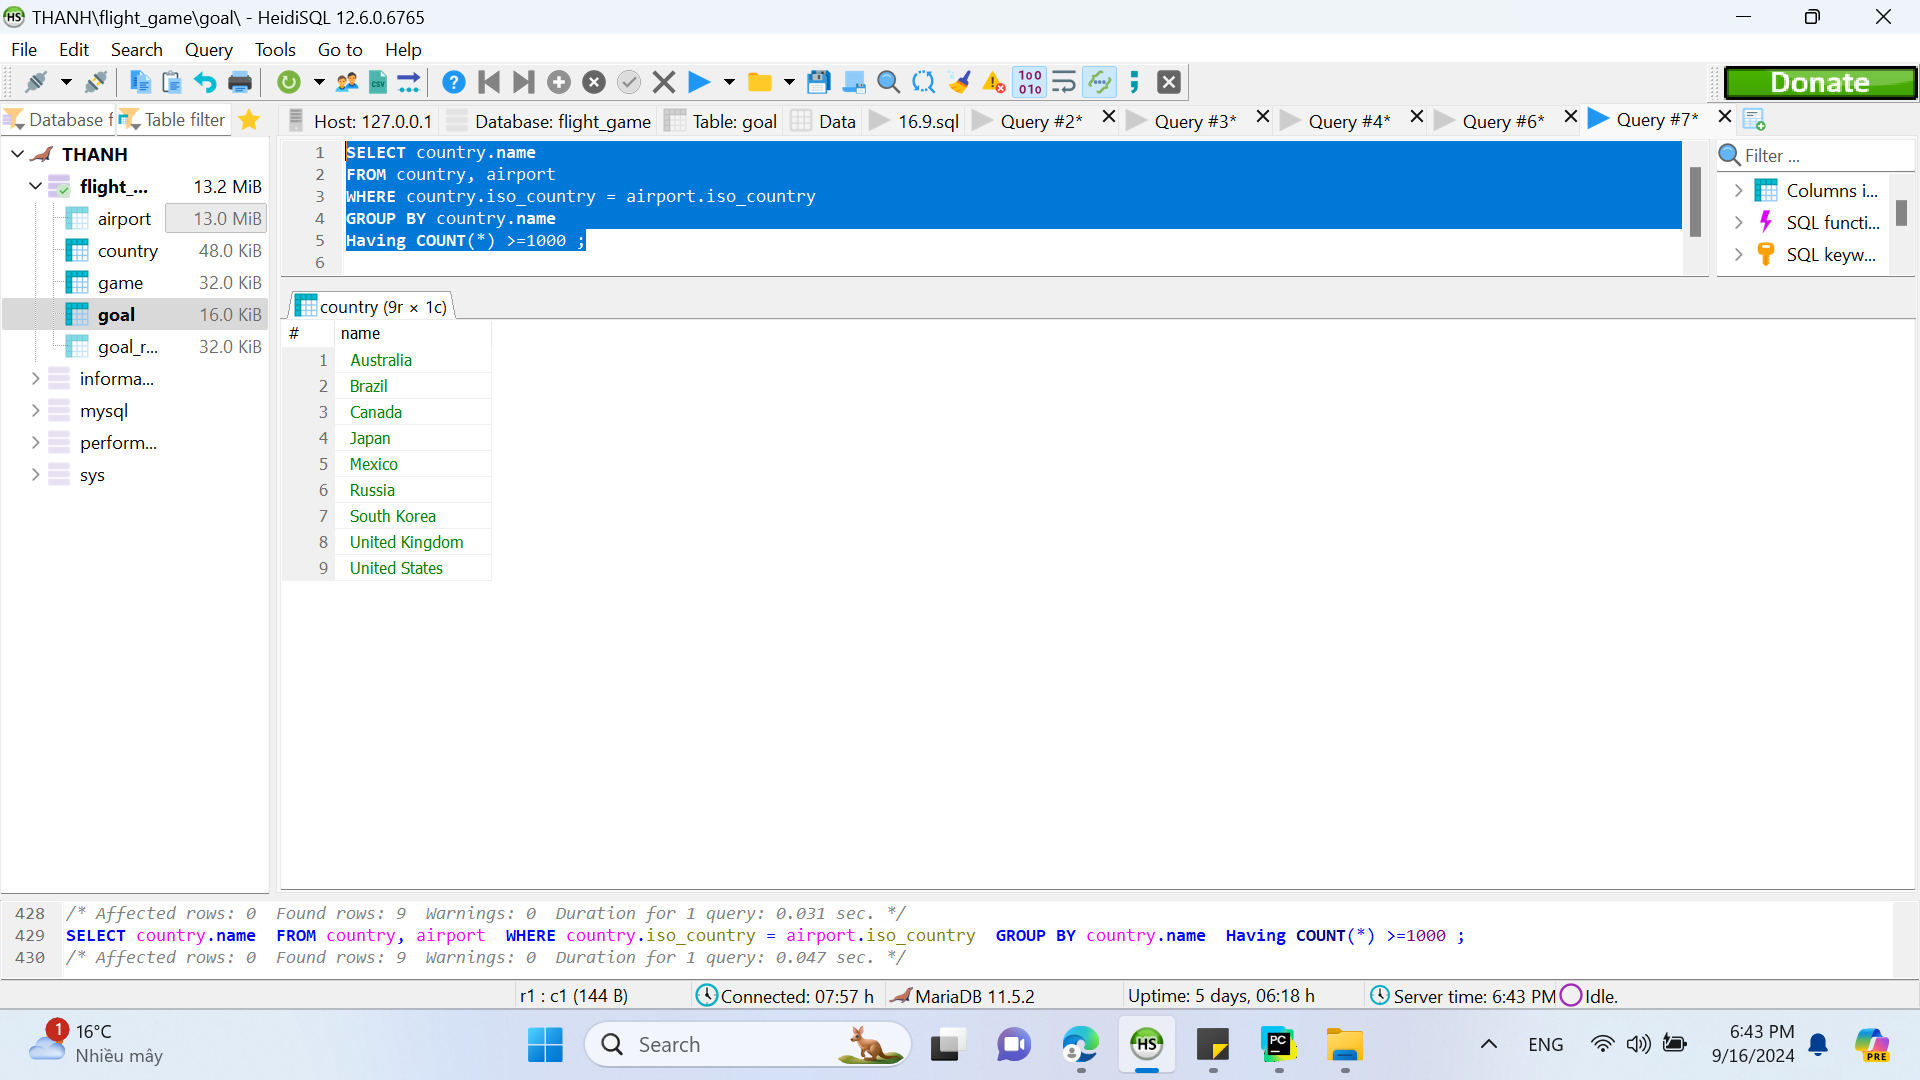 THANH\flight_game\goal\ - HeidiSQL 12.6.0.6765
File Edit Search Query Tools Go to Help
Donate
Database f Table filter Host: 127.0.0.1 Database: flight_game Table: goal Data 16.9.sql Query #2* Query #3* Query #4* Query #6* Query #7*
THANH
flight_... 13.2 MiB
airport 13.0 MiB
country 48.0 KiB
game 32.0 KiB
goal 16.0 KiB
goal_r... 32.0 KiB
informa...
mysql
perform...
sys
1 SELECT country.name
2 FROM country, airport
3 WHERE country.iso_country = airport.iso_country
4 GROUP BY country.name
5 Having COUNT(*) >=1000 ;
6
Filter ...
Columns i...
SQL functi...
SQL keyw...
country (9r × 1c)
# name
1 Australia
2 Brazil
3 Canada
4 Japan
5 Mexico
6 Russia
7 South Korea
8 United Kingdom
9 United States
428 /* Affected rows: 0 Found rows: 9 Warnings: 0 Duration for 1 query: 0.031 sec. */
429 SELECT country.name FROM country, airport WHERE country.iso_country = airport.iso_country GROUP BY country.name Having COUNT(*) >=1000 ;
430 /* Affected rows: 0 Found rows: 9 Warnings: 0 Duration for 1 query: 0.047 sec. */
r1 : c1 (144 B) Connected: 07:57 h MariaDB 11.5.2 Uptime: 5 days, 06:18 h Server time: 6:43 PM Idle.
1 16°C
Nhiều mây
Search
HS
PC
ENG
6:43 PM
9/16/2024
PRE